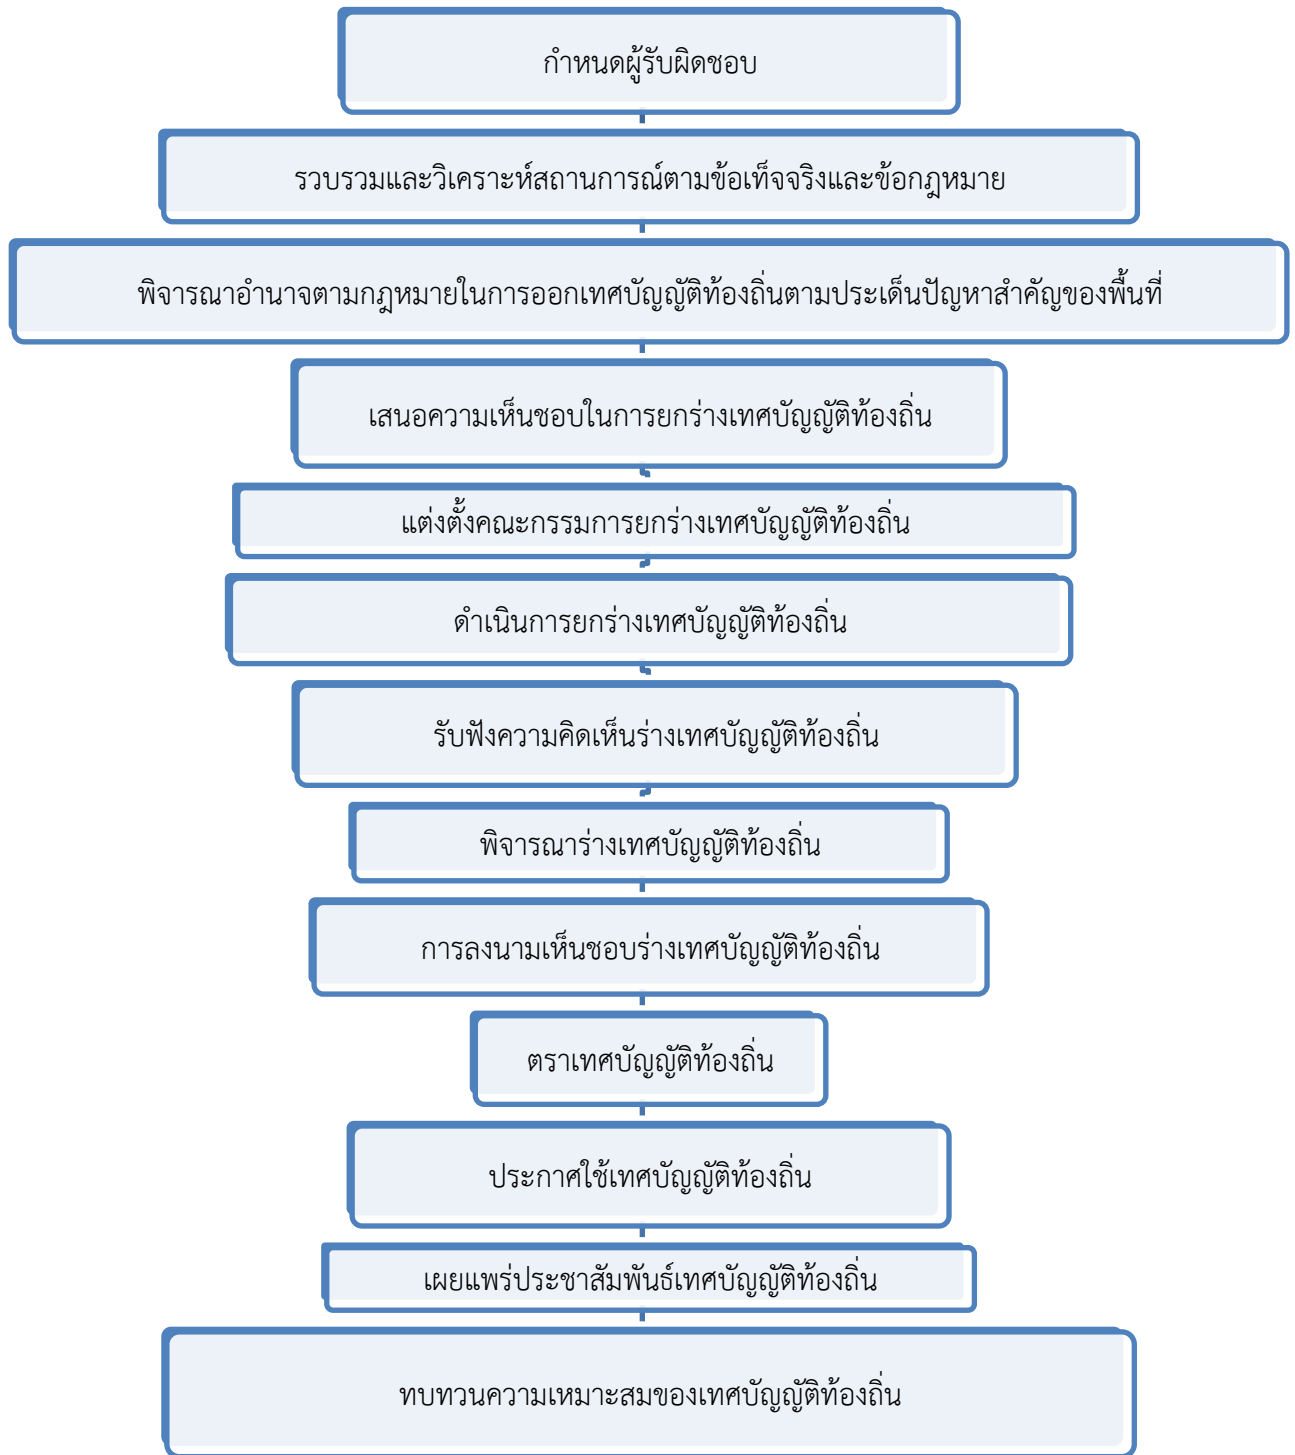 กำหนดผู้รับผิดชอบ
รวบรวมและวิเคราะห์สถานการณ์ตามข้อเท็จจริงและข้อกฎหมาย
พิจารณาอำนาจตามกฎหมายในการออกเทศบัญญัติท้องถิ่นตามประเด็นปัญหาสำคัญของพื้นที่
เสนอความเห็นชอบในการยกร่างเทศบัญญัติท้องถิ่น
แต่งตั้งคณะกรรมการยกร่างเทศบัญญัติท้องถิ่น
ดำเนินการยกร่างเทศบัญญัติท้องถิ่น
รับฟังความคิดเห็นร่างเทศบัญญัติท้องถิ่น
พิจารณาร่างเทศบัญญัติท้องถิ่น
การลงนามเห็นชอบร่างเทศบัญญัติท้องถิ่น
ตราเทศบัญญัติท้องถิ่น
ประกาศใช้เทศบัญญัติท้องถิ่น
เผยแพร่ประชาสัมพันธ์เทศบัญญัติท้องถิ่น
ทบทวนความเหมาะสมของเทศบัญญัติท้องถิ่น